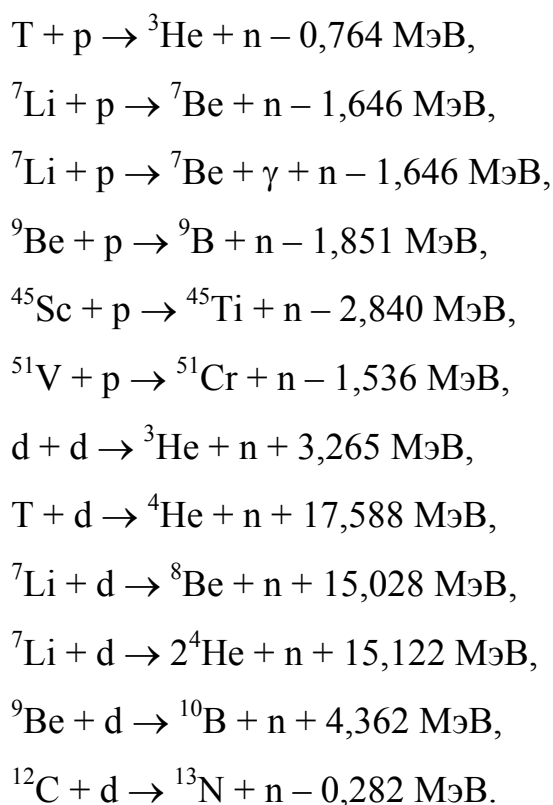 T + p → ³He + n – 0,764 МэВ,
⁷Li + p → ⁷Be + n – 1,646 МэВ,
⁷Li + p → ⁷Be + γ + n – 1,646 МэВ,
⁹Be + p → ⁹B + n – 1,851 МэВ,
⁴⁵Sc + p → ⁴⁵Ti + n – 2,840 МэВ,
⁵¹V + p → ⁵¹Cr + n – 1,536 МэВ,
d + d → ³He + n + 3,265 МэВ,
T + d → ⁴He + n + 17,588 МэВ,
⁷Li + d → ⁸Be + n + 15,028 МэВ,
⁷Li + d → 2⁴He + n + 15,122 МэВ,
⁹Be + d → ¹⁰B + n + 4,362 МэВ,
¹²C + d → ¹³N + n – 0,282 МэВ.